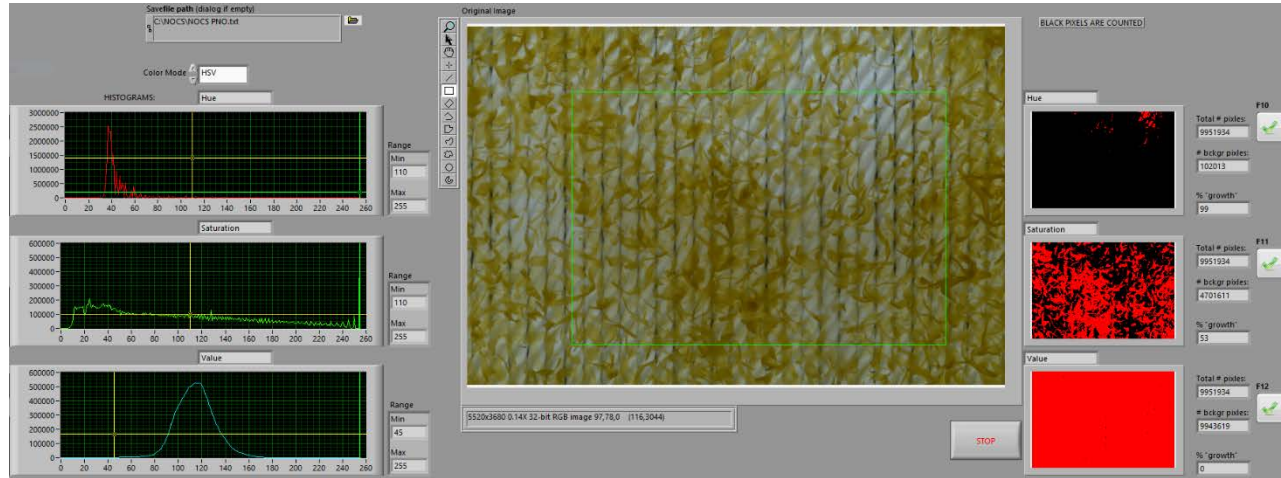 Savefile path (dialog if empty)
C:\NOCS\NOCS PNO.txt
Color Mode HSV
HISTOGRAMS: Hue
3000000
2500000
2000000
1500000
1000000
500000
0
0 20 40 60 80 100 120 140 160 180 200 220 240 260
Range
Min
110
Max
255
Saturation
600000
500000
400000
300000
200000
100000
0
0 20 40 60 80 100 120 140 160 180 200 220 240 260
Range
Min
110
Max
255
Value
600000
500000
400000
300000
200000
100000
0
0 20 40 60 80 100 120 140 160 180 200 220 240 260
Range
Min
45
Max
255
Original Image
5520x3680 0.14X 32-bit RGB image 97,78,0 (116,3044)
BLACK PIXELS ARE COUNTED
STOP
Hue
Total # pixles:
9951934
# bckgr pixles:
102013
% "growth"
99
F10
Saturation
Total # pixles:
9951934
# bckgr pixles:
4701611
% "growth"
53
F11
Value
Total # pixles:
9951934
# bckgr pixles:
9943619
% "growth"
0
F12